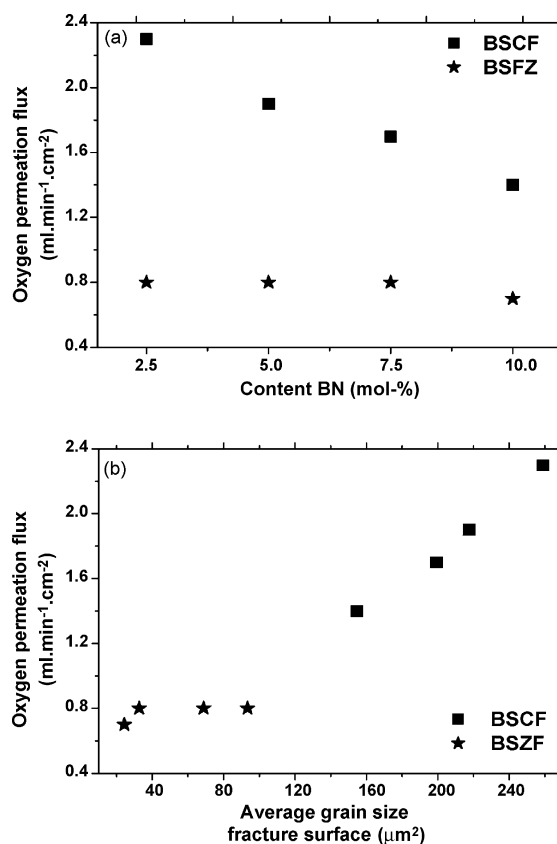 (a)
BSCF
BSFZ
Oxygen permeation flux
(ml.min-1.cm-2)
2.4
2.0
1.6
1.2
0.8
0.4
2.5 5.0 7.5 10.0
Content BN (mol-%)
(b)
Oxygen permeation flux
(ml.min-1.cm-2)
2.4
2.0
1.6
1.2
0.8
0.4
BSCF
BSZF
40 80 120 160 200 240
Average grain size
fracture surface (μm²)